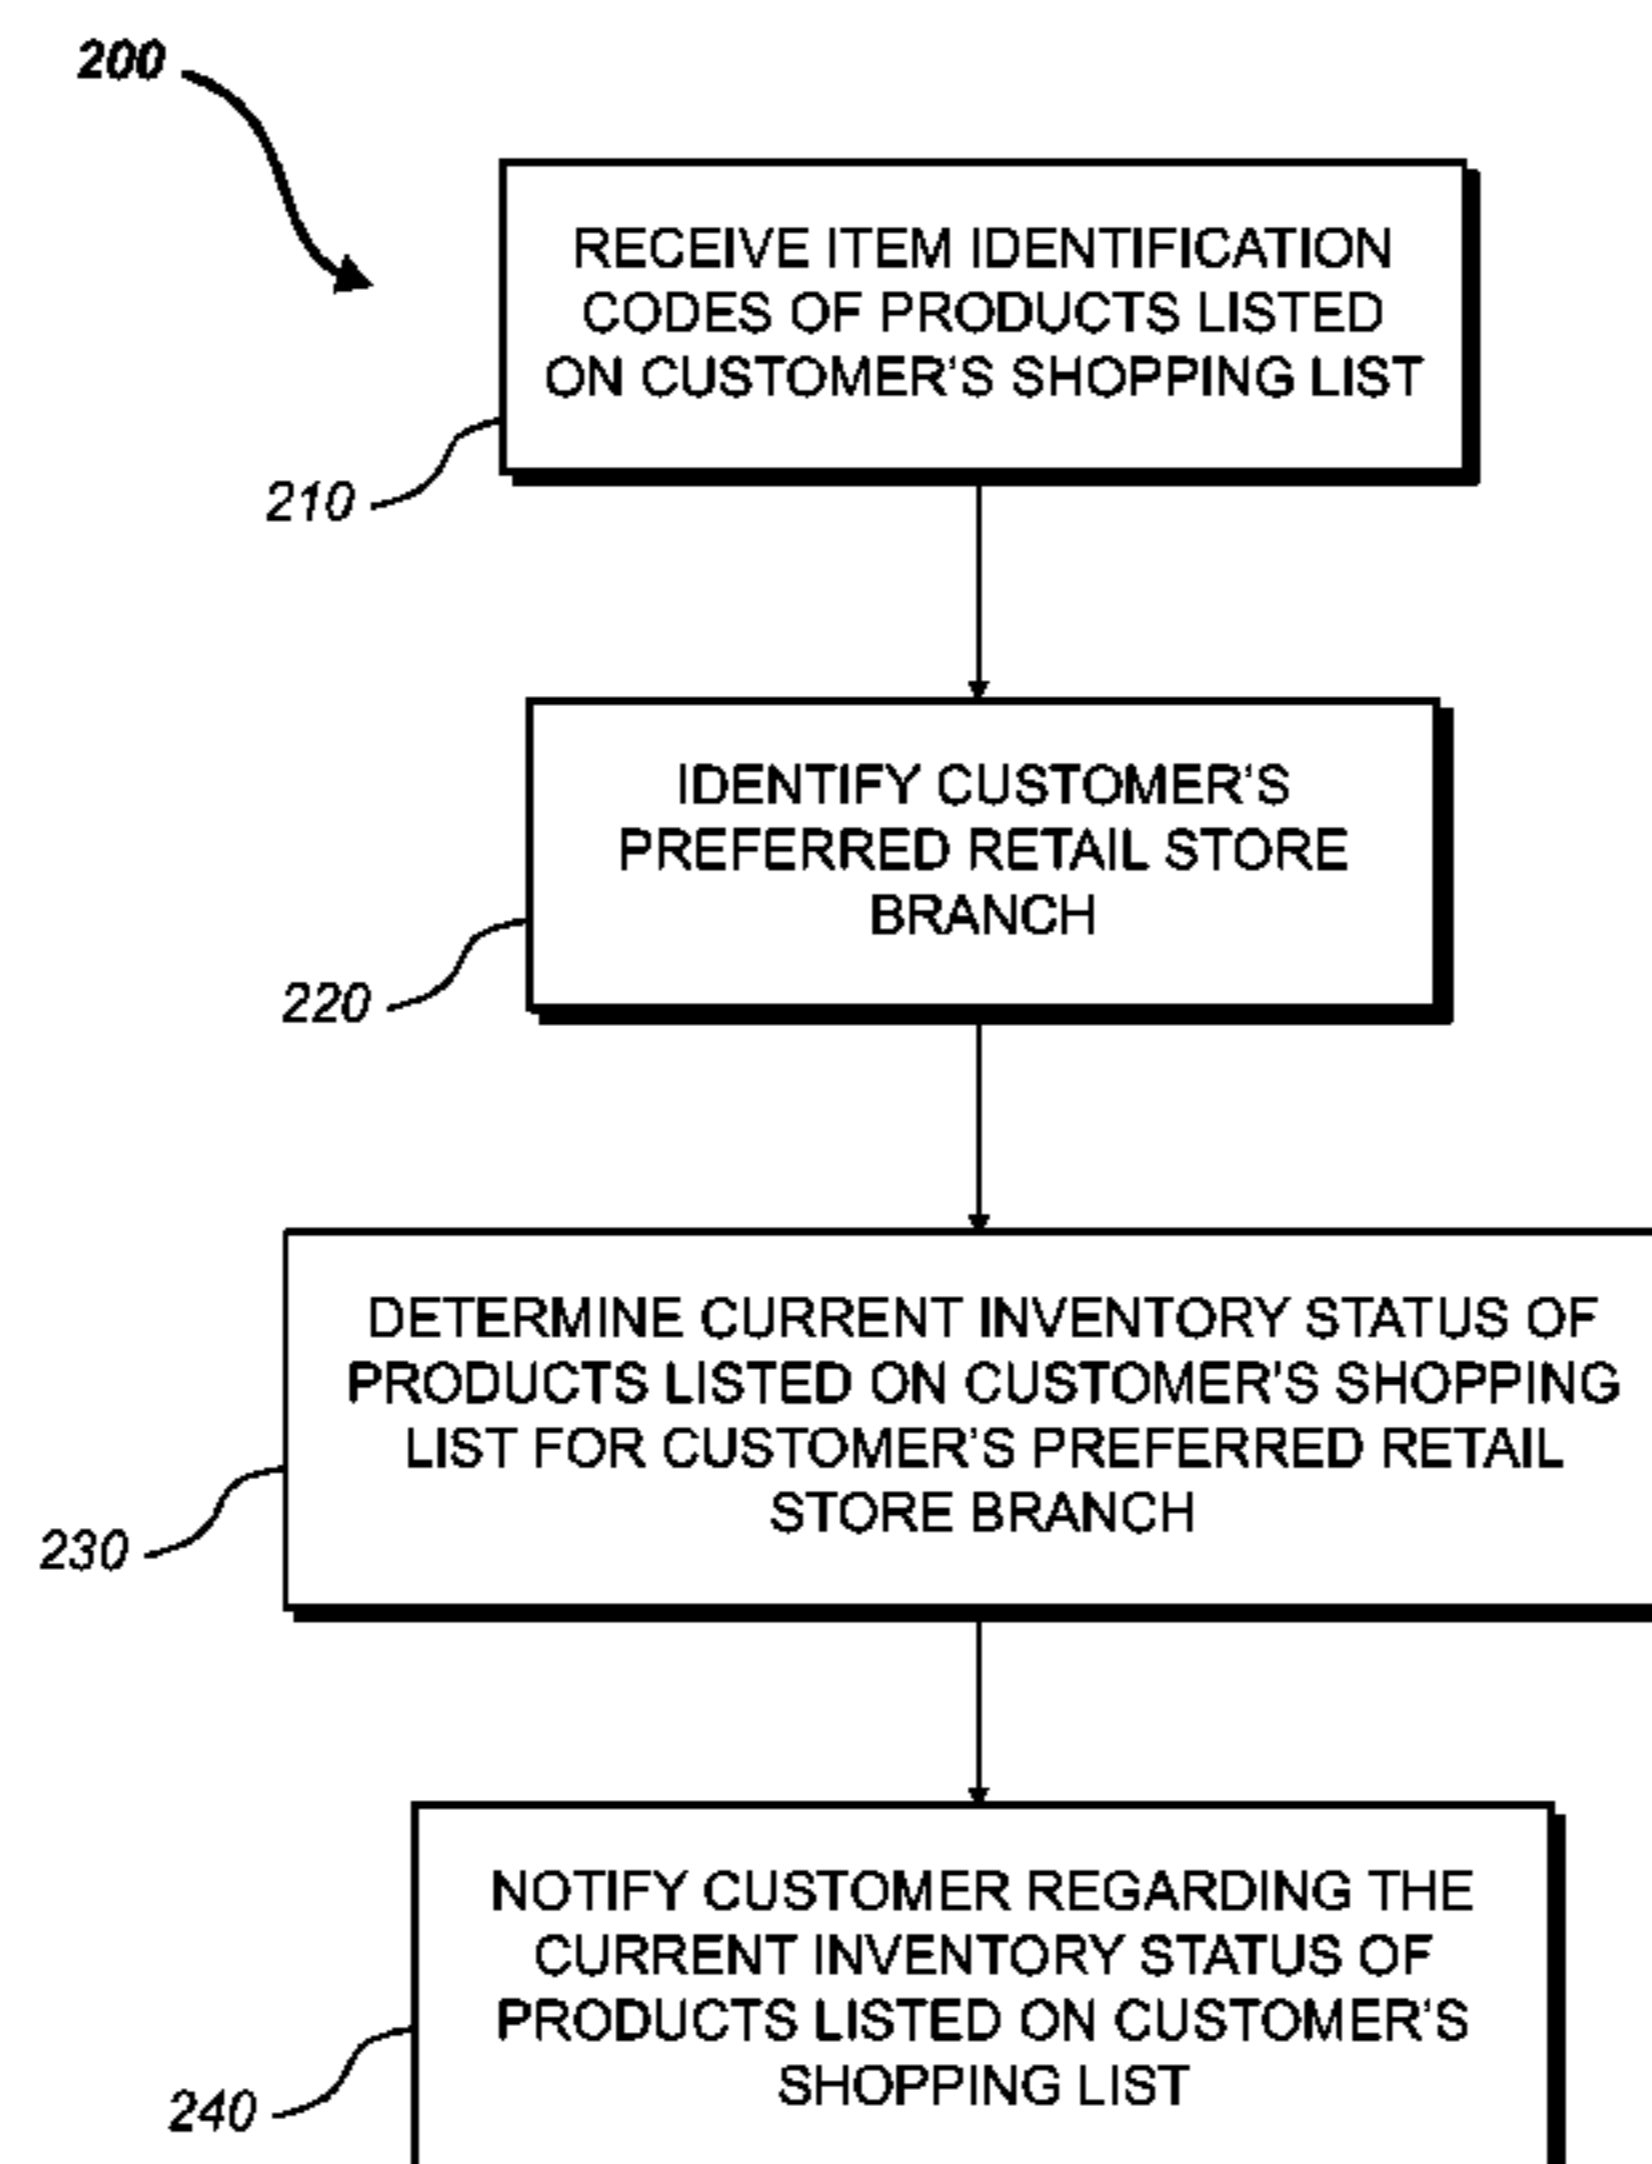 200
RECEIVE ITEM IDENTIFICATION
CODES OF PRODUCTS LISTED
ON CUSTOMER'S SHOPPING LIST
210
IDENTIFY CUSTOMER'S
PREFERRED RETAIL STORE
BRANCH
220
DETERMINE CURRENT INVENTORY STATUS OF
PRODUCTS LISTED ON CUSTOMER'S SHOPPING
LIST FOR CUSTOMER'S PREFERRED RETAIL
STORE BRANCH
230
NOTIFY CUSTOMER REGARDING THE
CURRENT INVENTORY STATUS OF
PRODUCTS LISTED ON CUSTOMER'S
SHOPPING LIST
240